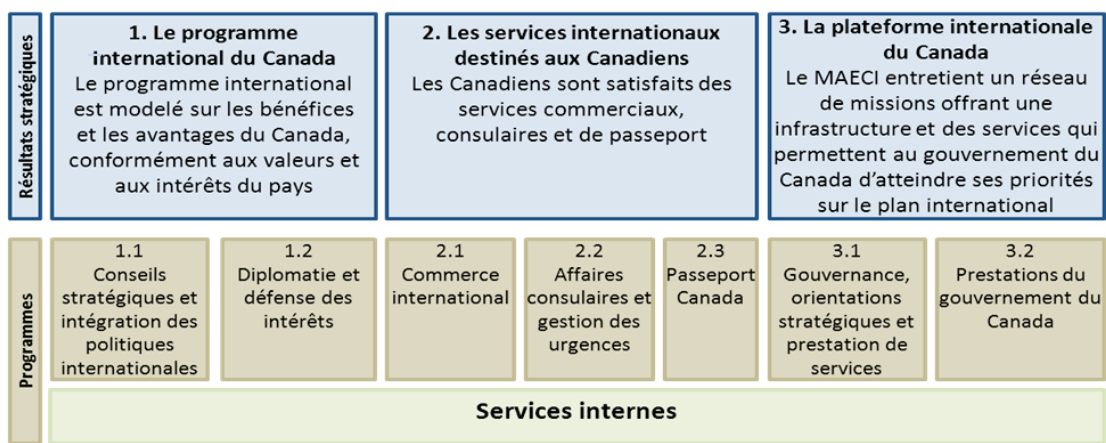 Résultats stratégiques
1. Le programme
international du Canada
Le programme international
est modelé sur les bénéfices
et les avantages du Canada,
conformément aux valeurs et
aux intérêts du pays
2. Les services internationaux
destinés aux Canadiens
Les Canadiens sont satisfaits des
services commerciaux,
consulaires et de passeport
3. La plateforme internationale
du Canada
Le MAECI entretient un réseau
de missions offrant une
infrastructure et des services qui
permettent au gouvernement du
Canada d’atteindre ses priorités
sur le plan international
Programmes
1.1
Conseils
stratégiques et
intégration des
politiques
internationales
1.2
Diplomatie et
défense des
intérêts
2.1
Commerce
international
2.2
Affaires
consulaires et
gestion des
urgences
2.3
Passeport
Canada
3.1
Gouvernance,
orientations
stratégiques et
prestation de
services
3.2
Prestations du
gouvernement du
Canada
Services internes